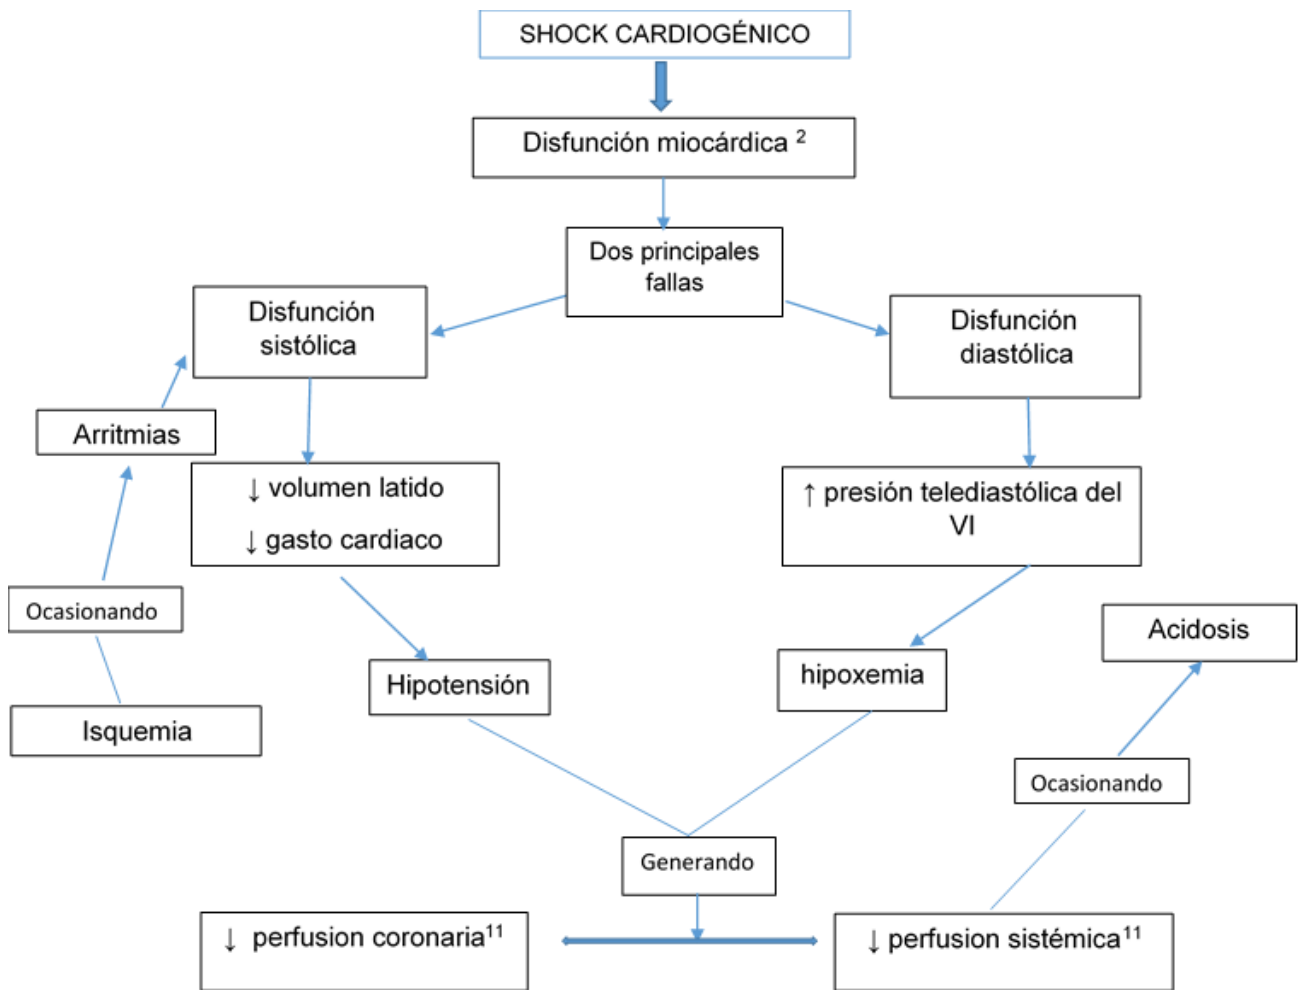 SHOCK CARDIOGÉNICO
Disfunción miocárdica ²
Dos principales
fallas
Disfunción
sistólica
Disfunción
diastólica
Arritmias
↓ volumen latido
↓ gasto cardiaco
↑ presión telediastólica del
VI
Ocasionando
Acidosis
Hipotensión
hipoxemia
Isquemia
Ocasionando
Generando
↓ perfusion coronaria¹¹
↓ perfusion sistémica¹¹